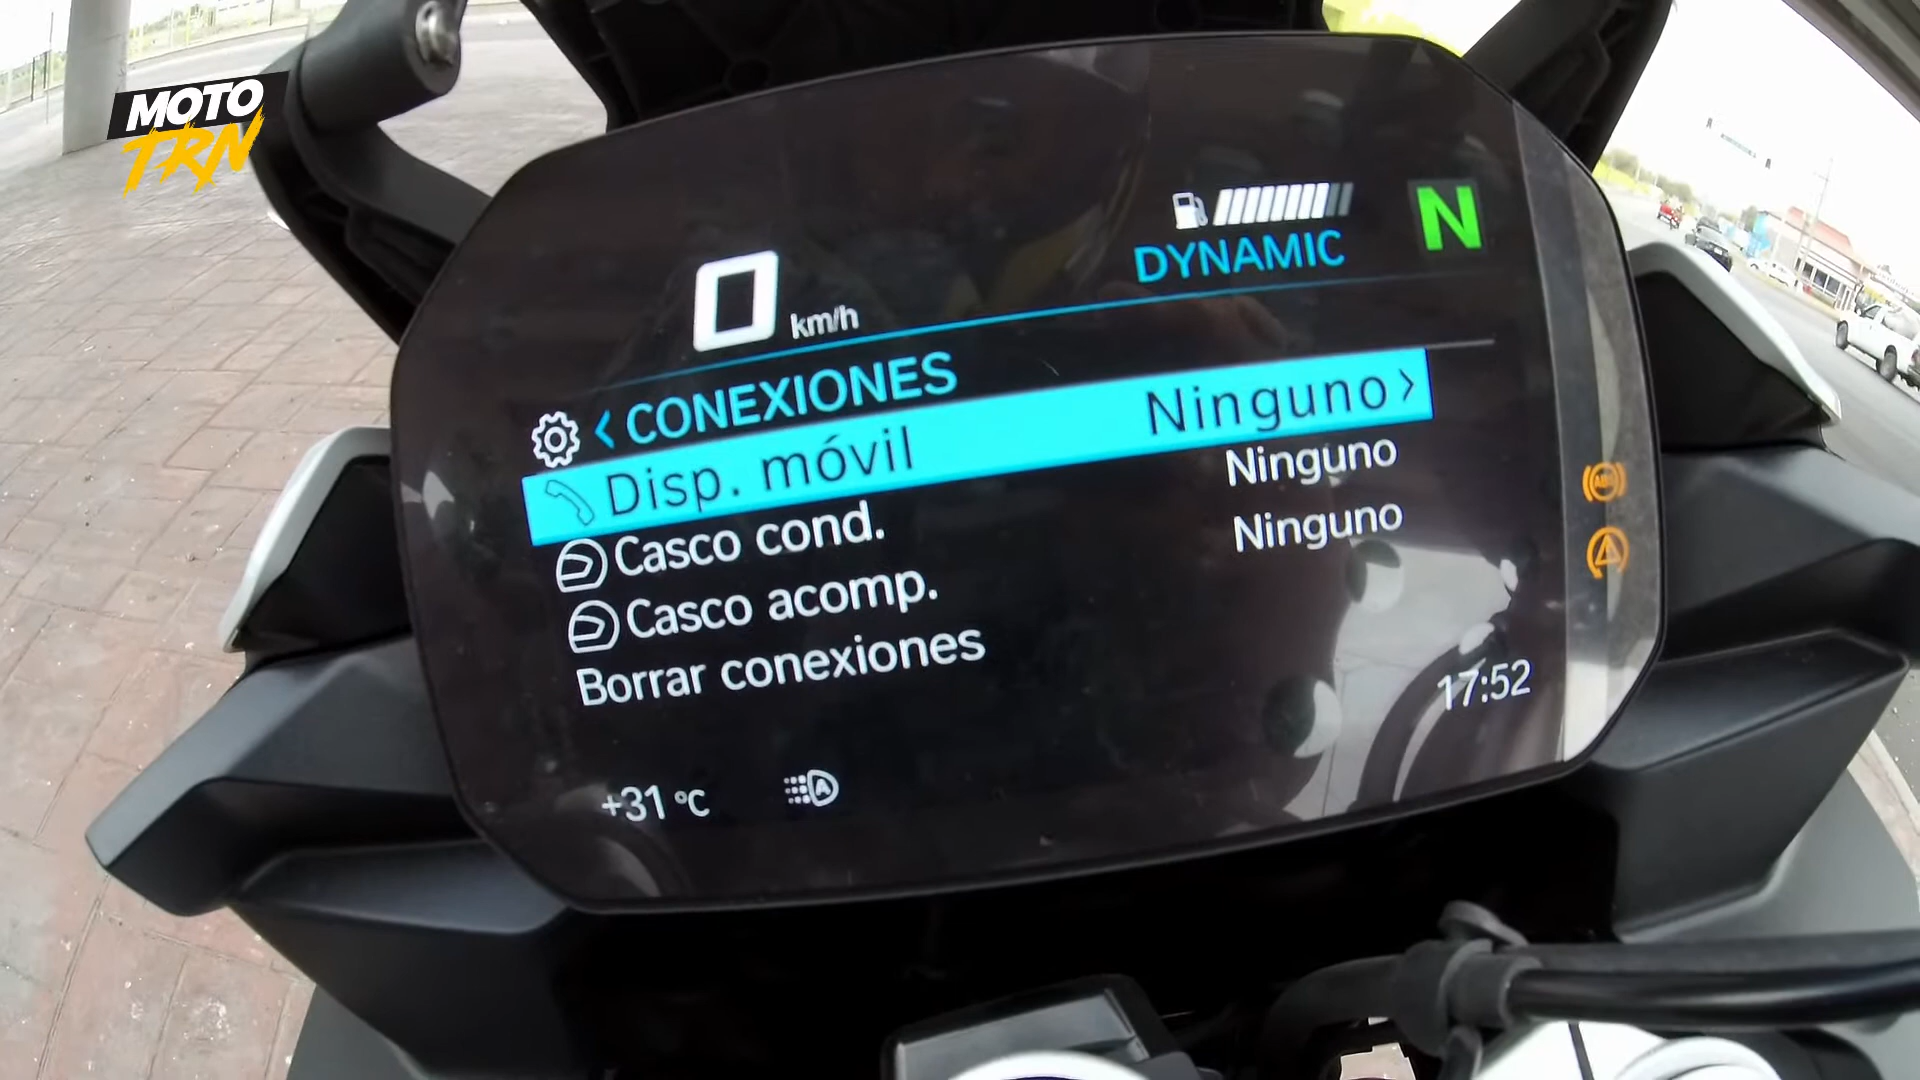 MOTO
TRN
0 km/h
DYNAMIC
N
CONEXIONES
Disp. móvil Ninguno
Casco cond. Ninguno
Casco acomp. Ninguno
Borrar conexiones
17:52
+31 °C
A
ABS